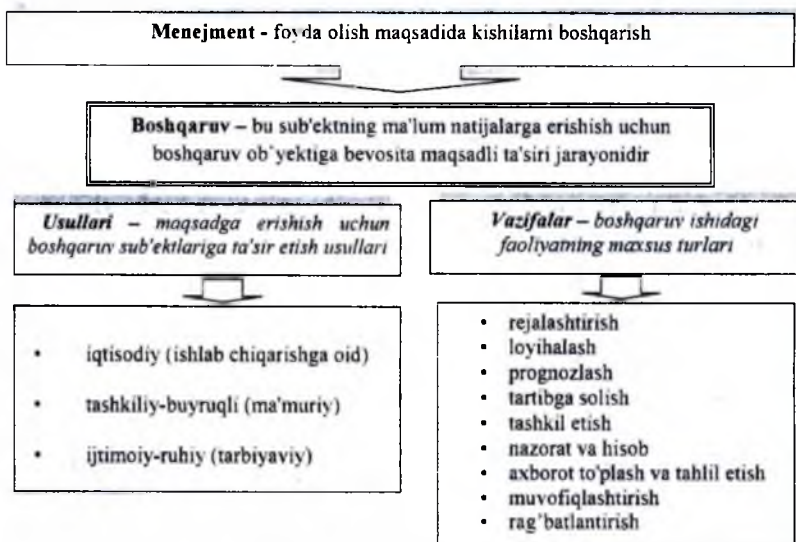 Menejment - foyda olish maqsadida kishilarni boshqarish
Boshqaruv – bu sub'ektning ma'lum natijalarga erishish uchun
boshqaruv ob`yektiga bevosita maqsadli ta'siri jarayonidir
Usullari – maqsadga erishish uchun
boshqaruv sub'ektlariga ta'sir etish usullari
Vazifalar – boshqaruv ishidagi
faoliyatning maxsus turlari
• iqtisodiy (ishlab chiqarishga oid)
• tashkiliy-buyruqli (ma'muriy)
• ijtimoiy-ruhiy (tarbiyaviy)
• rejalashtirish
• loyihalash
• prognozlash
• tartibga solish
• tashkil etish
• nazorat va hisob
• axborot to'plash va tahlil etish
• muvofiqlashtirish
• rag`batlantirish